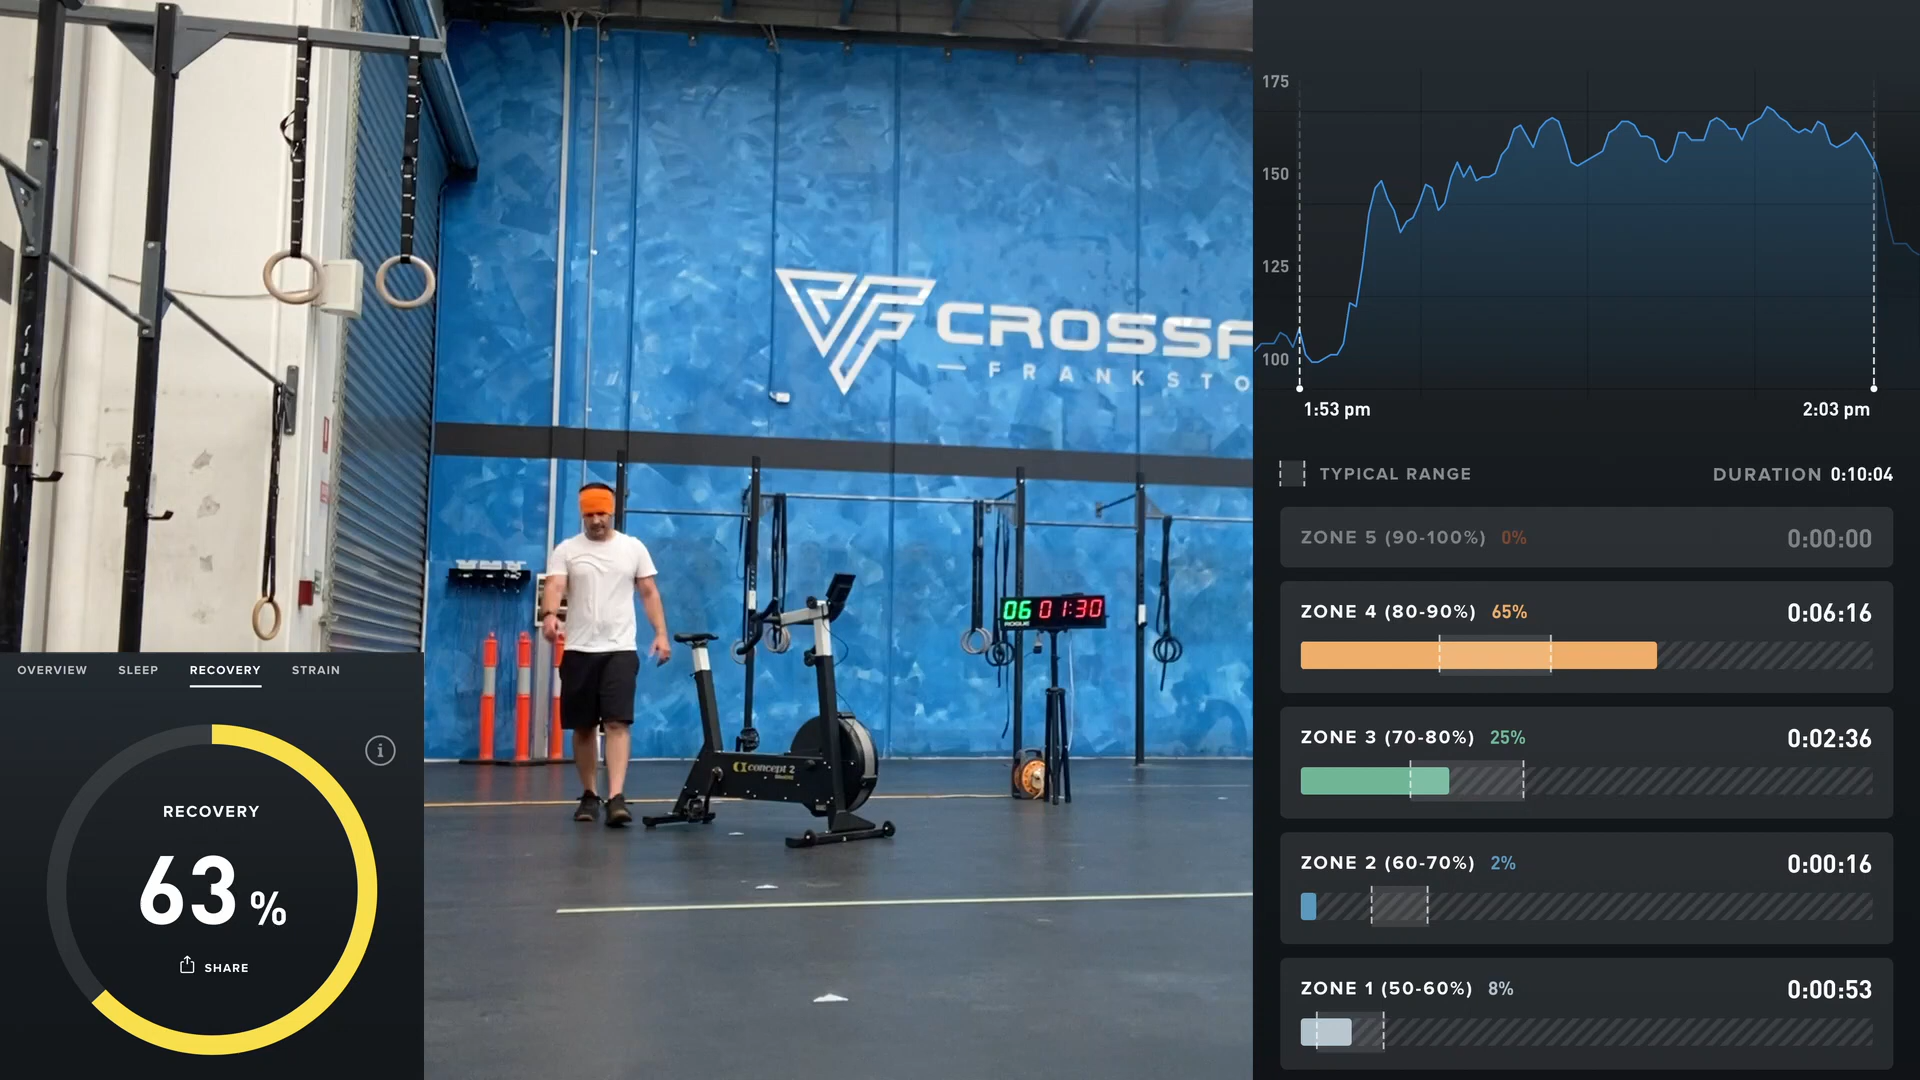 CROSSF
— FRANKSTO
06 01:30
ROGUE
concept 2
OVERVIEW SLEEP RECOVERY STRAIN
i
RECOVERY
63 %
SHARE
175
150
125
100
1:53 pm 2:03 pm
TYPICAL RANGE DURATION 0:10:04
ZONE 5 (90-100%) 0% 0:00:00
ZONE 4 (80-90%) 65% 0:06:16
ZONE 3 (70-80%) 25% 0:02:36
ZONE 2 (60-70%) 2% 0:00:16
ZONE 1 (50-60%) 8% 0:00:53